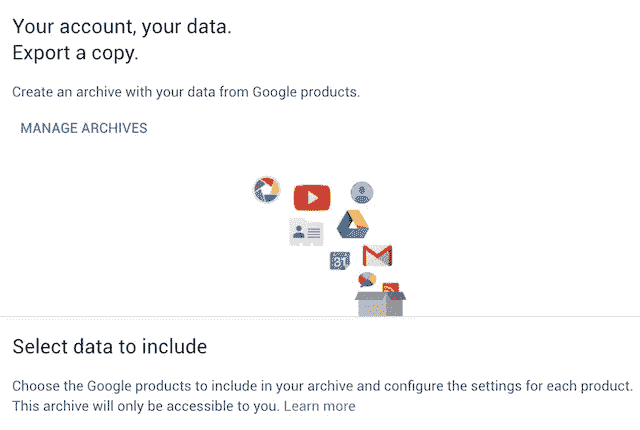 Your account, your data.
Export a copy.
Create an archive with your data from Google products.
MANAGE ARCHIVES
31
Select data to include
Choose the Google products to include in your archive and configure the settings for each product.
This archive will only be accessible to you. Learn more